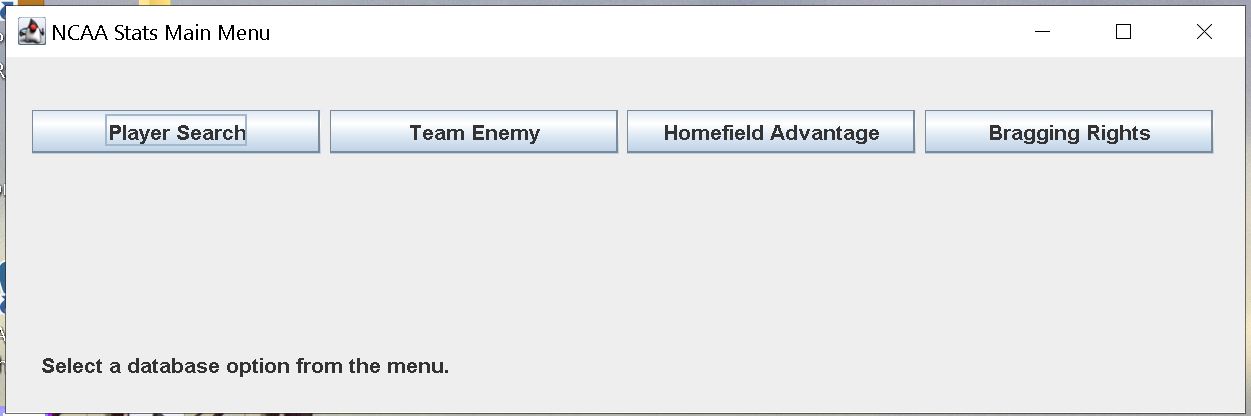 NCAA Stats Main Menu
Player Search Team Enemy Homefield Advantage Bragging Rights
Select a database option from the menu.